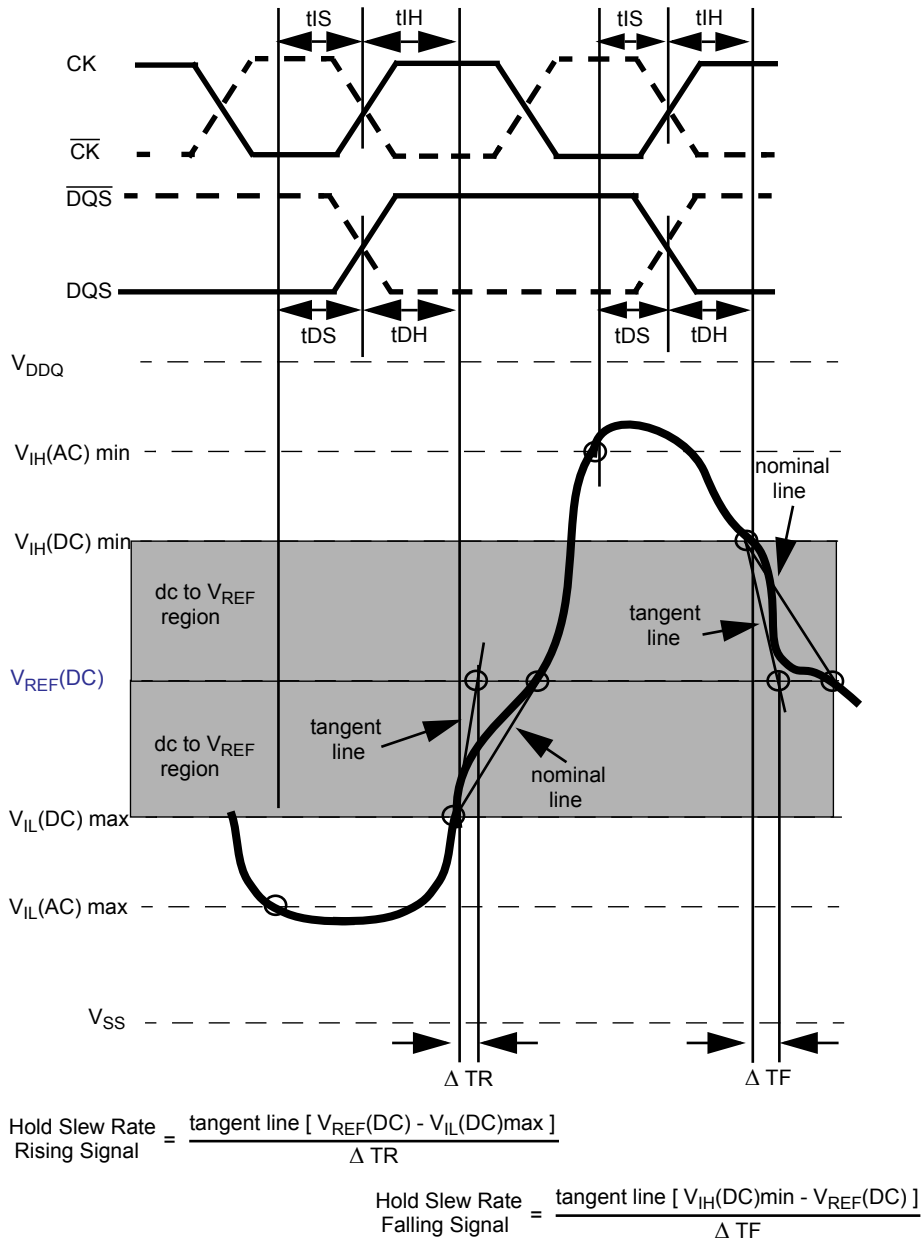 tIS tIH tIS tIH
CK
CK
DQS
DQS
tDS tDH tDS tDH
VDDQ
VIH(AC) min
nominal
line
VIH(DC) min
dc to VREF
region
tangent
line
VREF(DC)
tangent
line
dc to VREF
region
nominal
line
VIL(DC) max
VIL(AC) max
VSS
Δ TR Δ TF
Hold Slew Rate
Rising Signal = tangent line [ VREF(DC) - VIL(DC)max ]
Δ TR
Hold Slew Rate
Falling Signal = tangent line [ VIH(DC)min - VREF(DC) ]
Δ TF